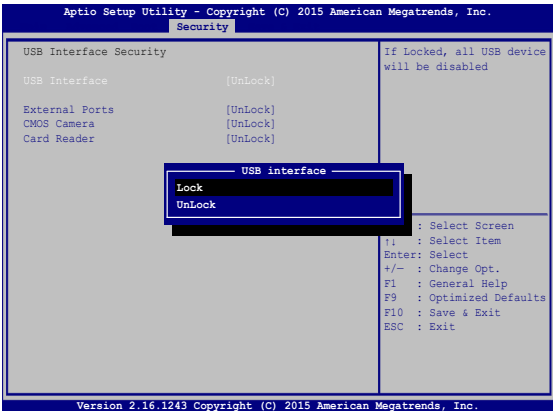 Aptio Setup Utility - Copyright (C) 2015 American Megatrends, Inc.
Security
USB Interface Security
USB Interface [UnLock]
External Ports [UnLock]
CMOS Camera [UnLock]
Card Reader [UnLock]
If Locked, all USB device
will be disabled
USB interface
Lock
UnLock
: Select Screen
↑↓ : Select Item
Enter: Select
+/— : Change Opt.
F1 : General Help
F9 : Optimized Defaults
F10 : Save & Exit
ESC : Exit
Version 2.16.1243 Copyright (C) 2015 American Megatrends, Inc.